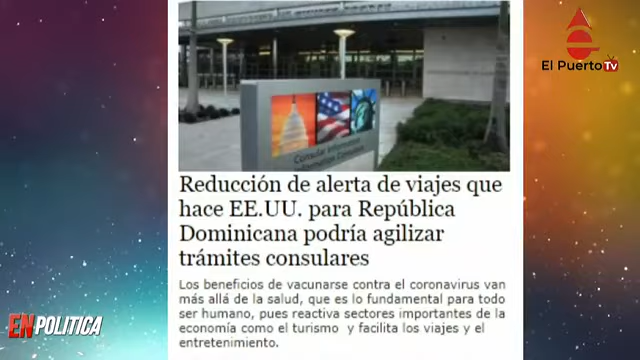 El Puerto Tv
Consular Information
Reducción de alerta de viajes que
hace EE.UU. para República
Dominicana podría agilizar
trámites consulares
Los beneficios de vacunarse contra el coronavirus van
más allá de la salud, que es lo fundamental para todo
ser humano, pues reactiva sectores importantes de la
economía como el turismo y facilita los viajes y el
entretenimiento.
EN POLITICA